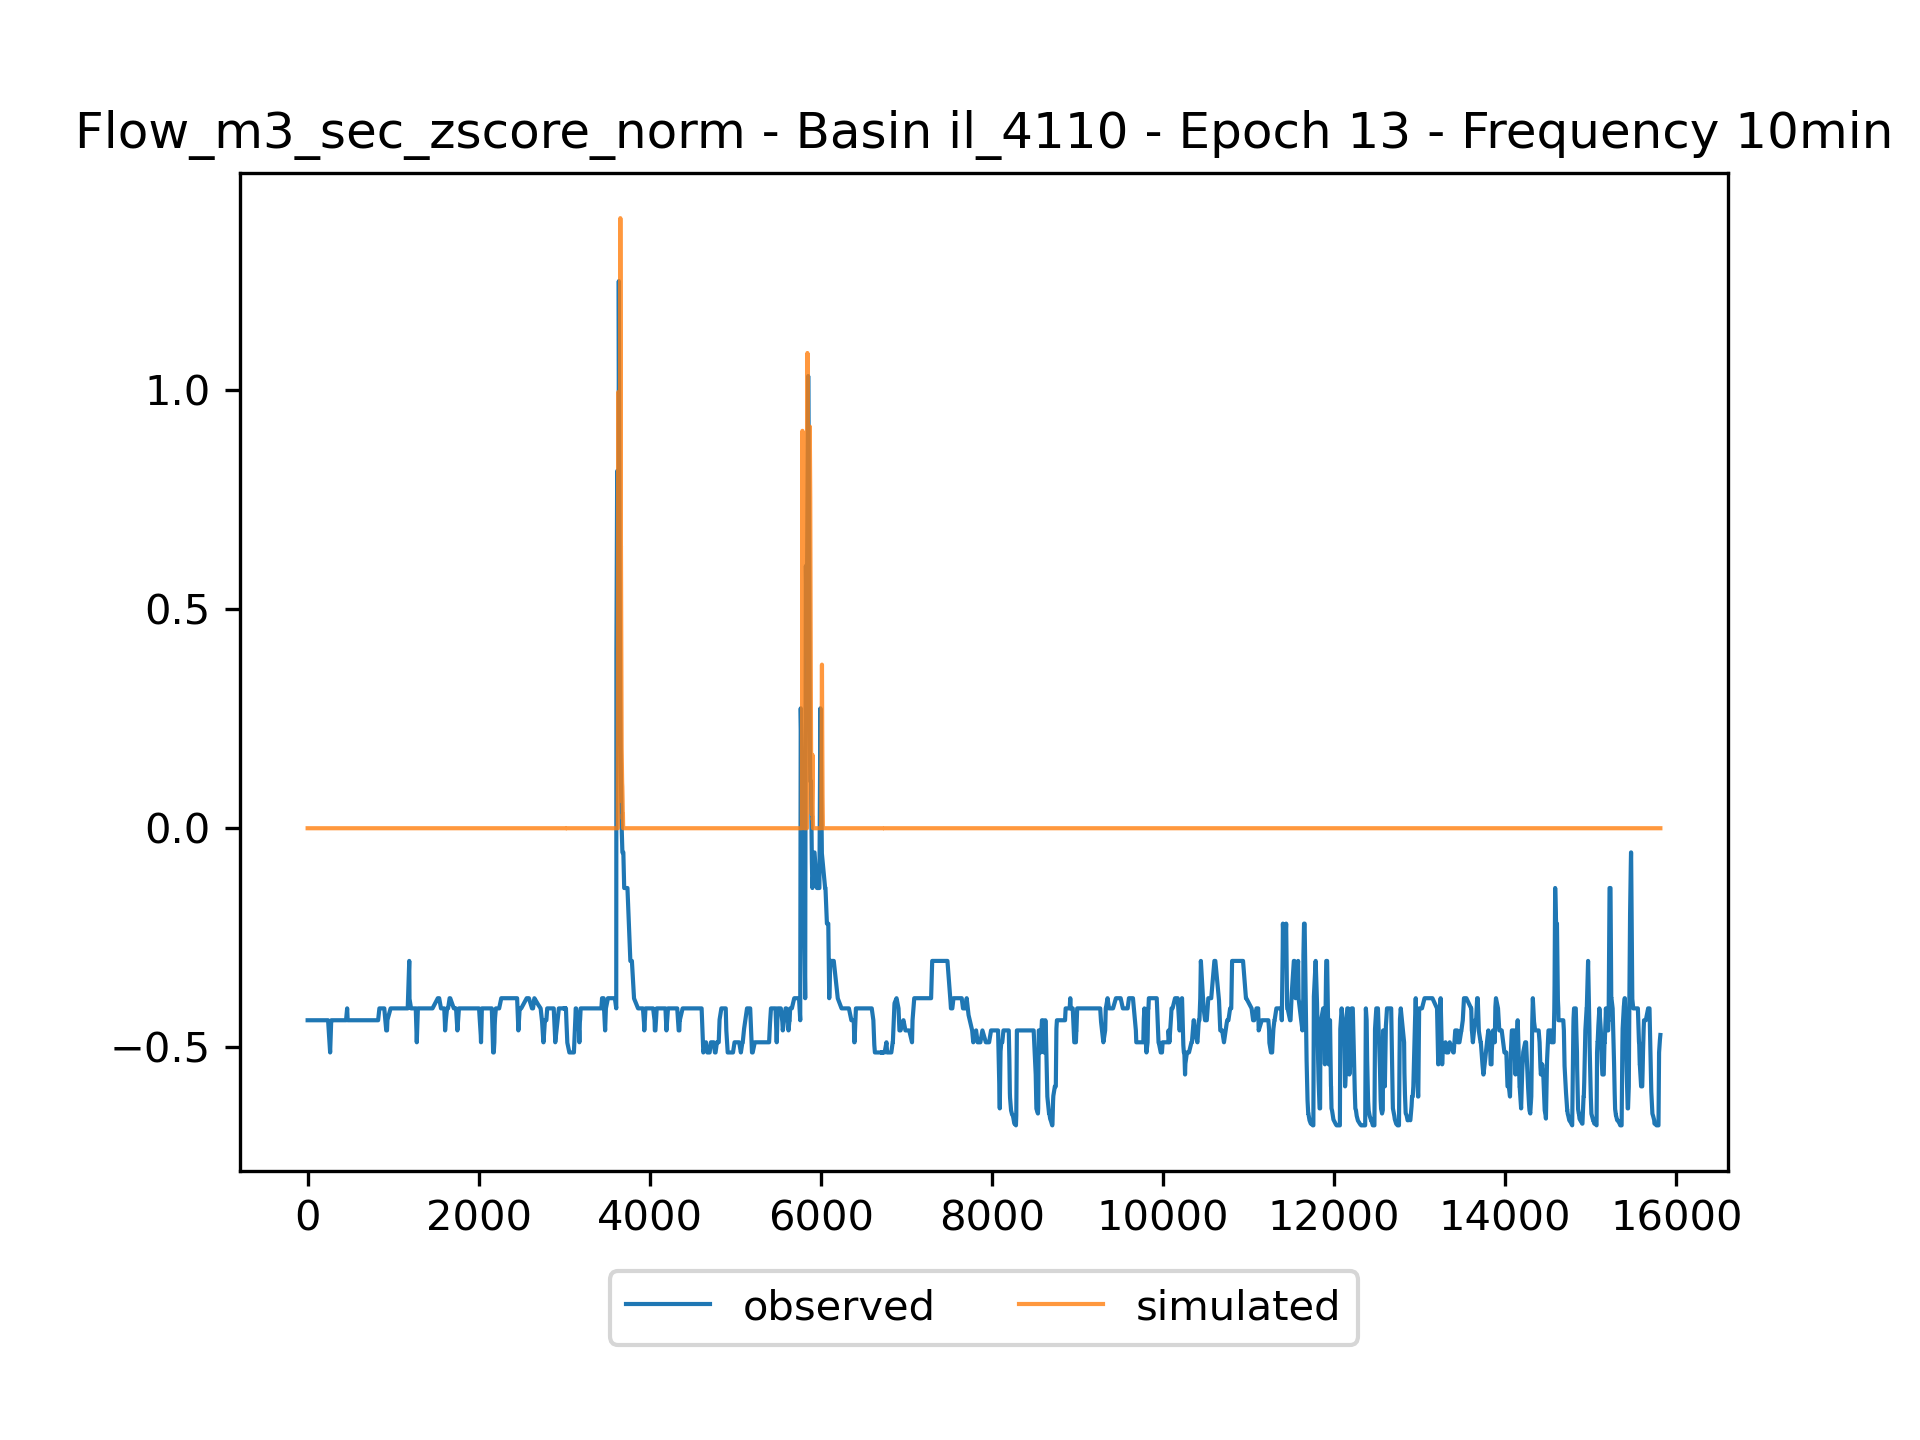 Flow_m3_sec_zscore_norm - Basin il_4110 - Epoch 13 - Frequency 10min
1.0
0.5
0.0
−0.5
0 2000 4000 6000 8000 10000 12000 14000 16000
observed simulated